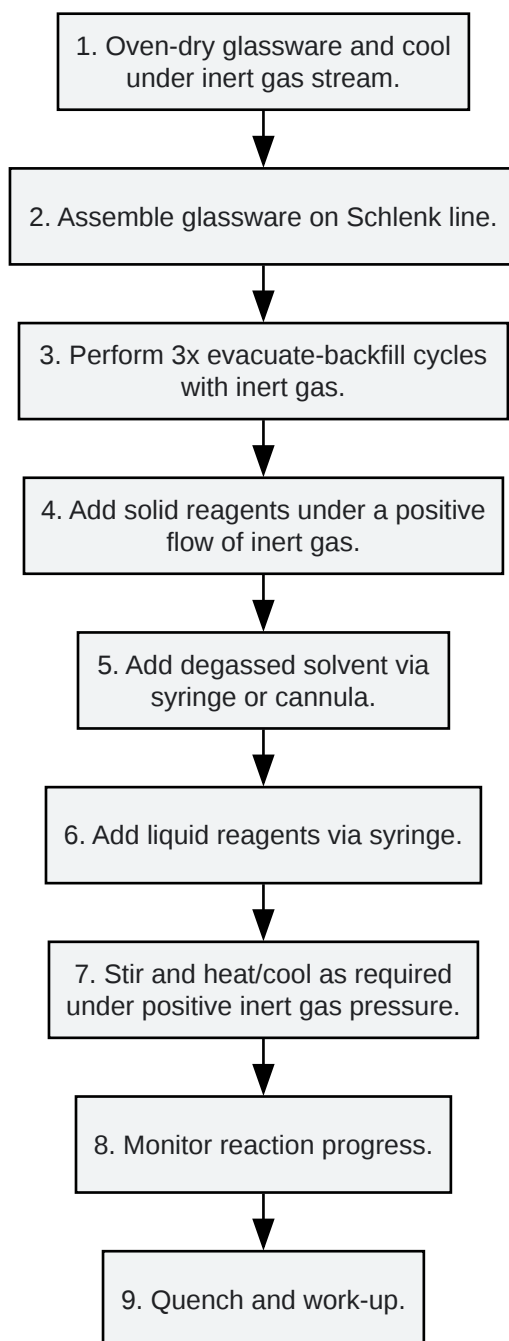 1. Oven-dry glassware and cool
under inert gas stream.
2. Assemble glassware on Schlenk line.
3. Perform 3x evacuate-backfill cycles
with inert gas.
4. Add solid reagents under a positive
flow of inert gas.
5. Add degassed solvent via
syringe or cannula.
6. Add liquid reagents via syringe.
7. Stir and heat/cool as required
under positive inert gas pressure.
8. Monitor reaction progress.
9. Quench and work-up.